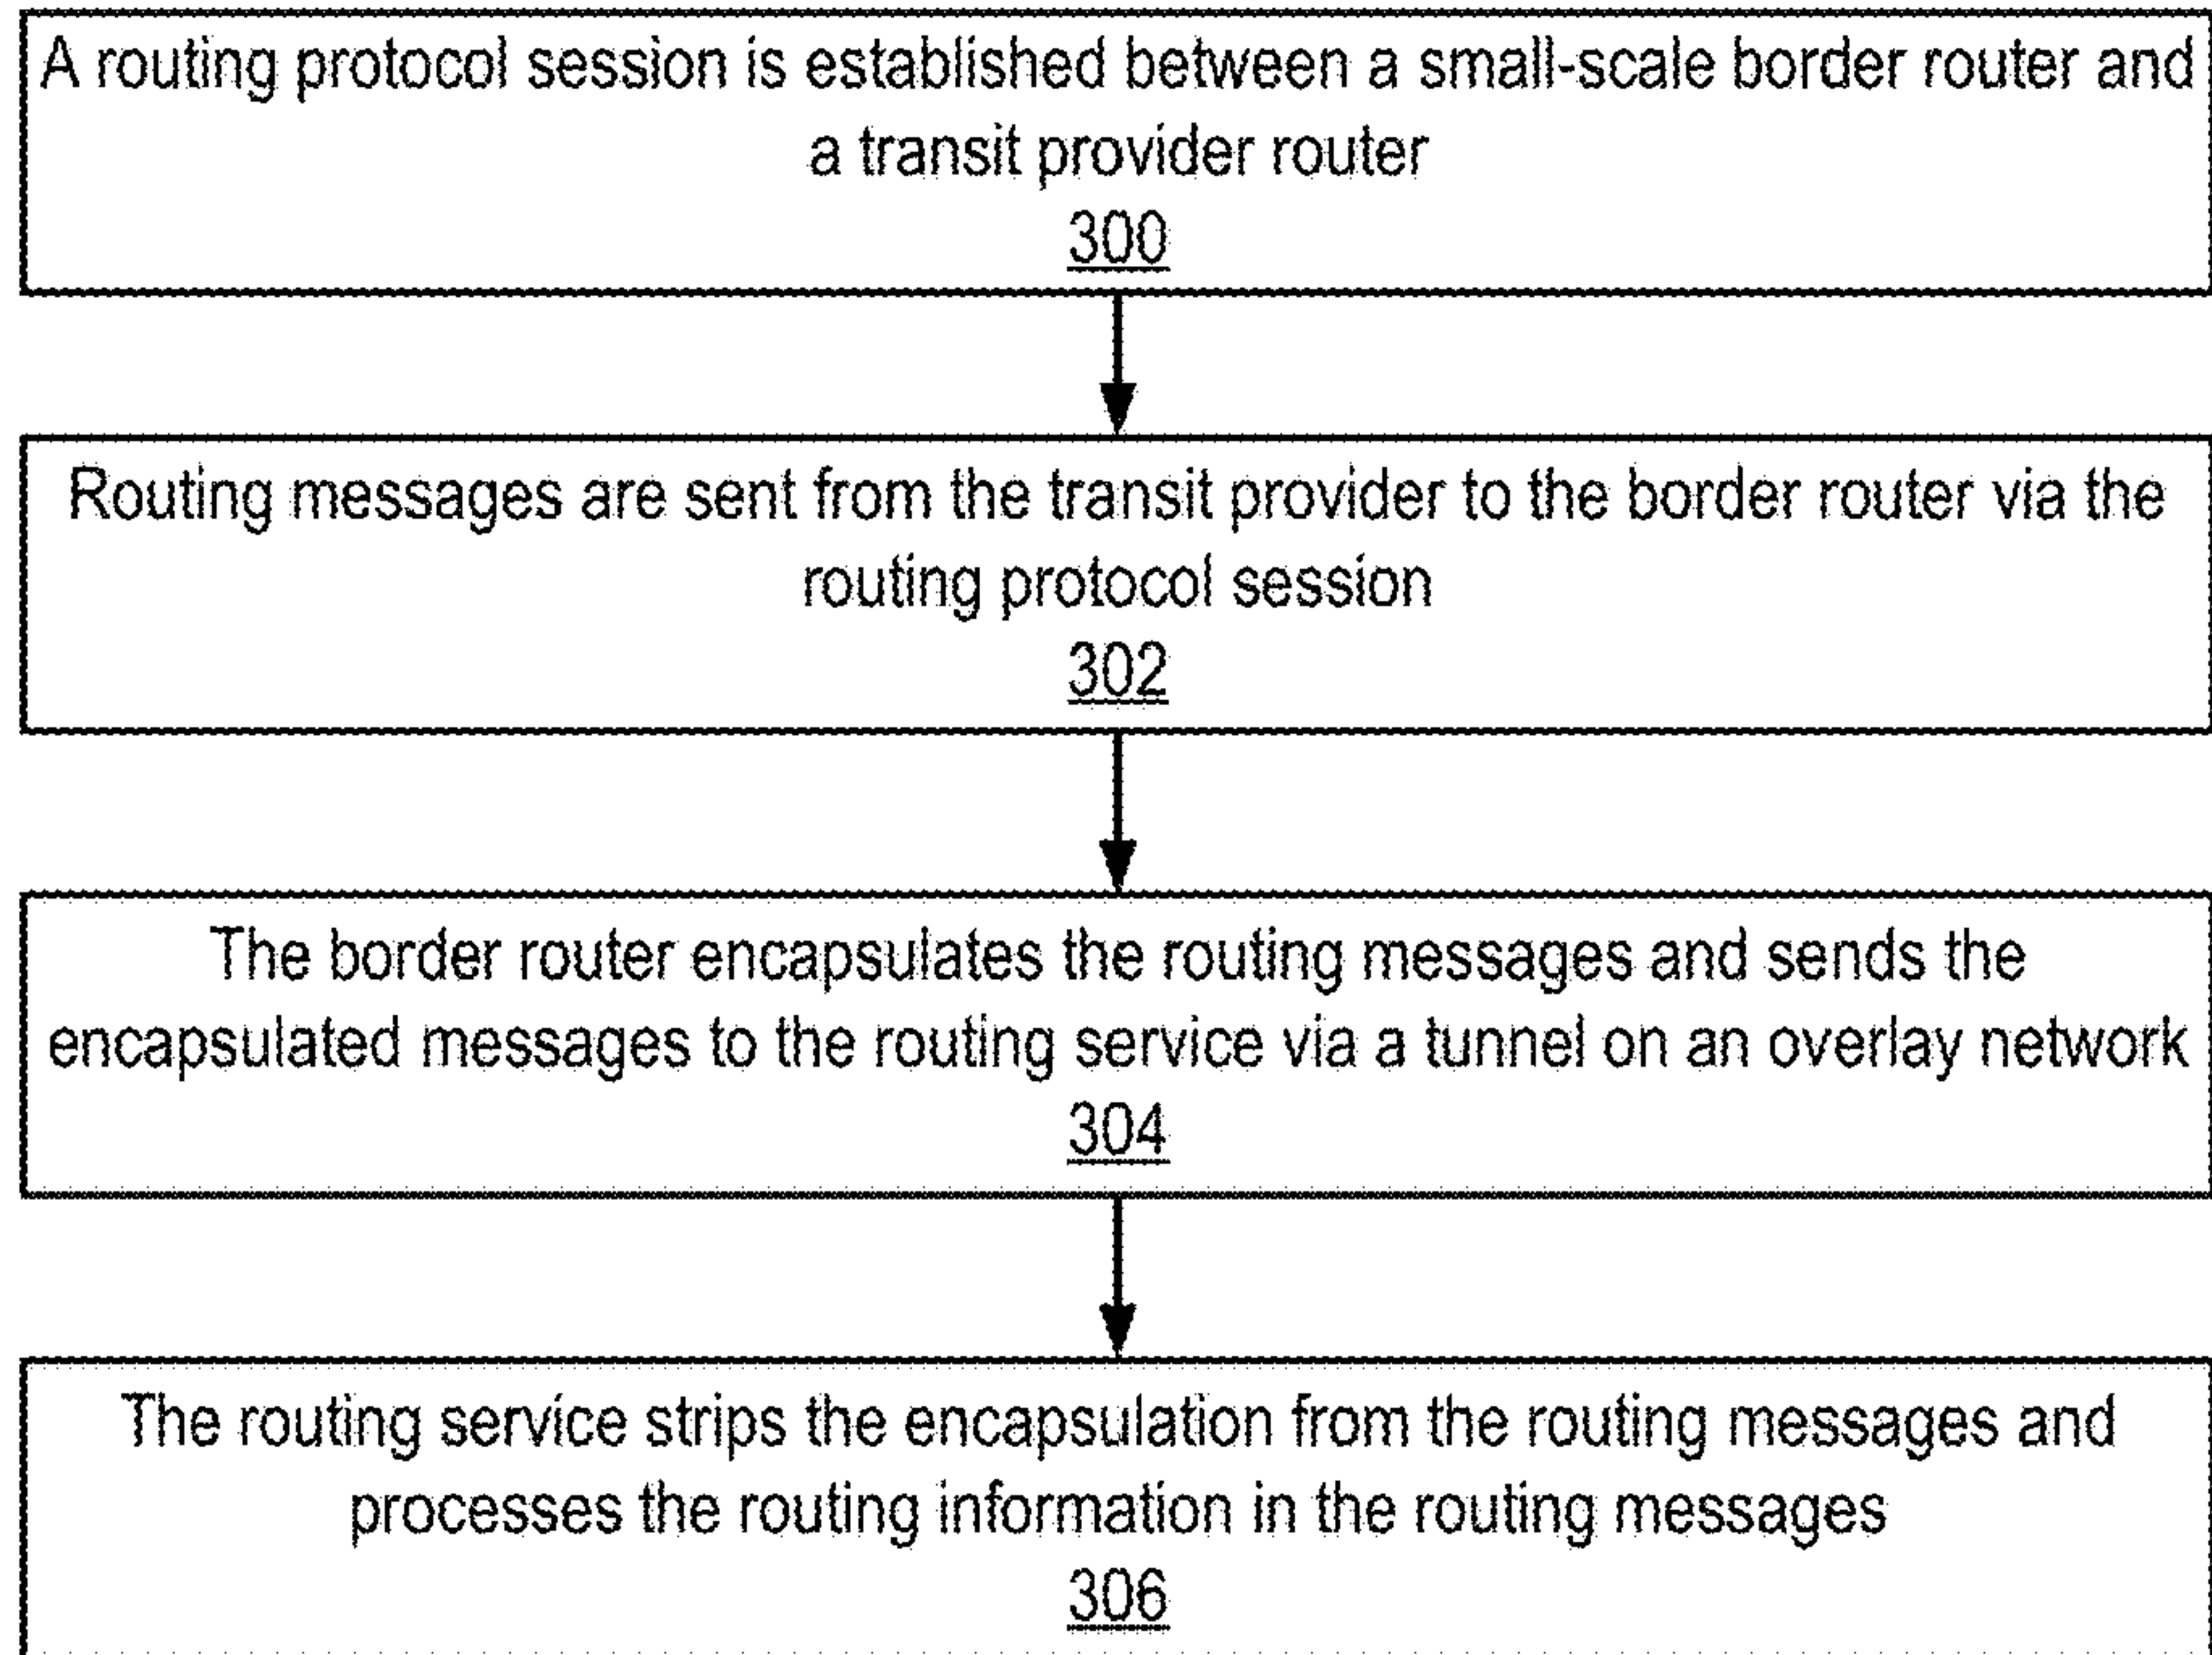 A routing protocol session is established between a small-scale border router and
a transit provider router
300
Routing messages are sent from the transit provider to the border router via the
routing protocol session
302
The border router encapsulates the routing messages and sends the
encapsulated messages to the routing service via a tunnel on an overlay network
304
The routing service strips the encapsulation from the routing messages and
processes the routing information in the routing messages
306